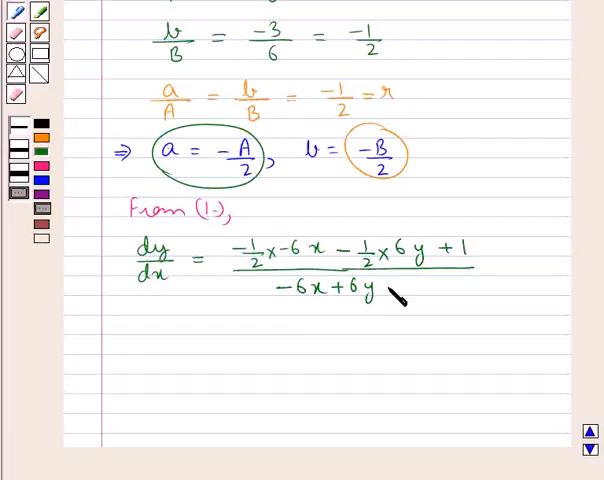 b/B = -3/6 = -1/2
a/A = b/B = -1/2 = r
⇒ a = -A/2, b = -B/2
From (1),
dy/dx = (-1/2 × -6x - 1/2 × 6y + 1)/(-6x + 6y